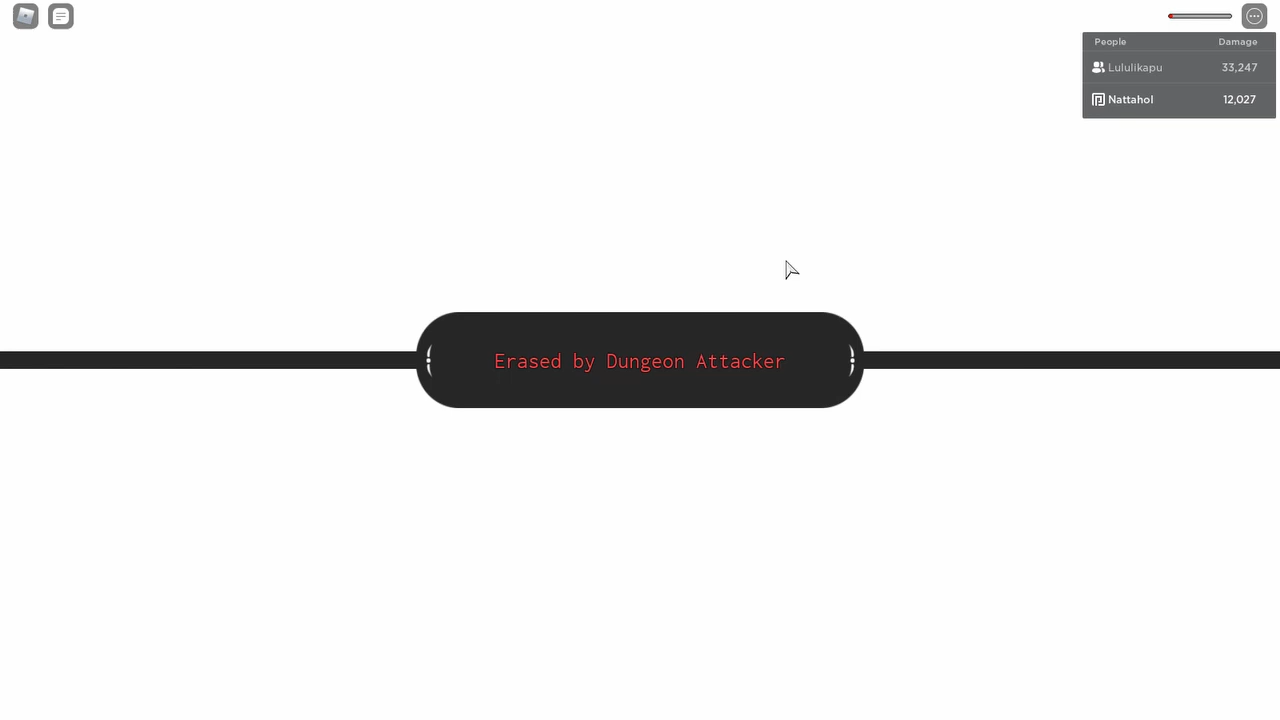 People Damage
Lululikapu 33,247
Nattahol 12,027
Erased by Dungeon Attacker